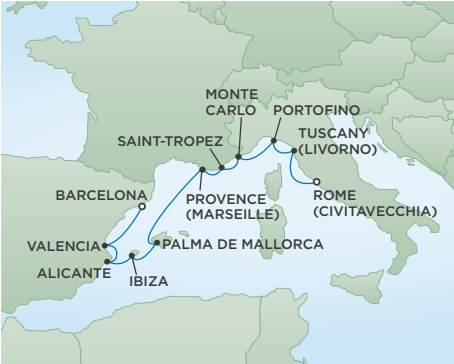 MONTE
CARLO
PORTOFINO
SAINT-TROPEZ
TUSCANY
(LIVORNO)
BARCELONA
PROVENCE
(MARSEILLE)
ROME
(CIVITAVECCHIA)
VALENCIA
PALMA DE MALLORCA
ALICANTE
IBIZA